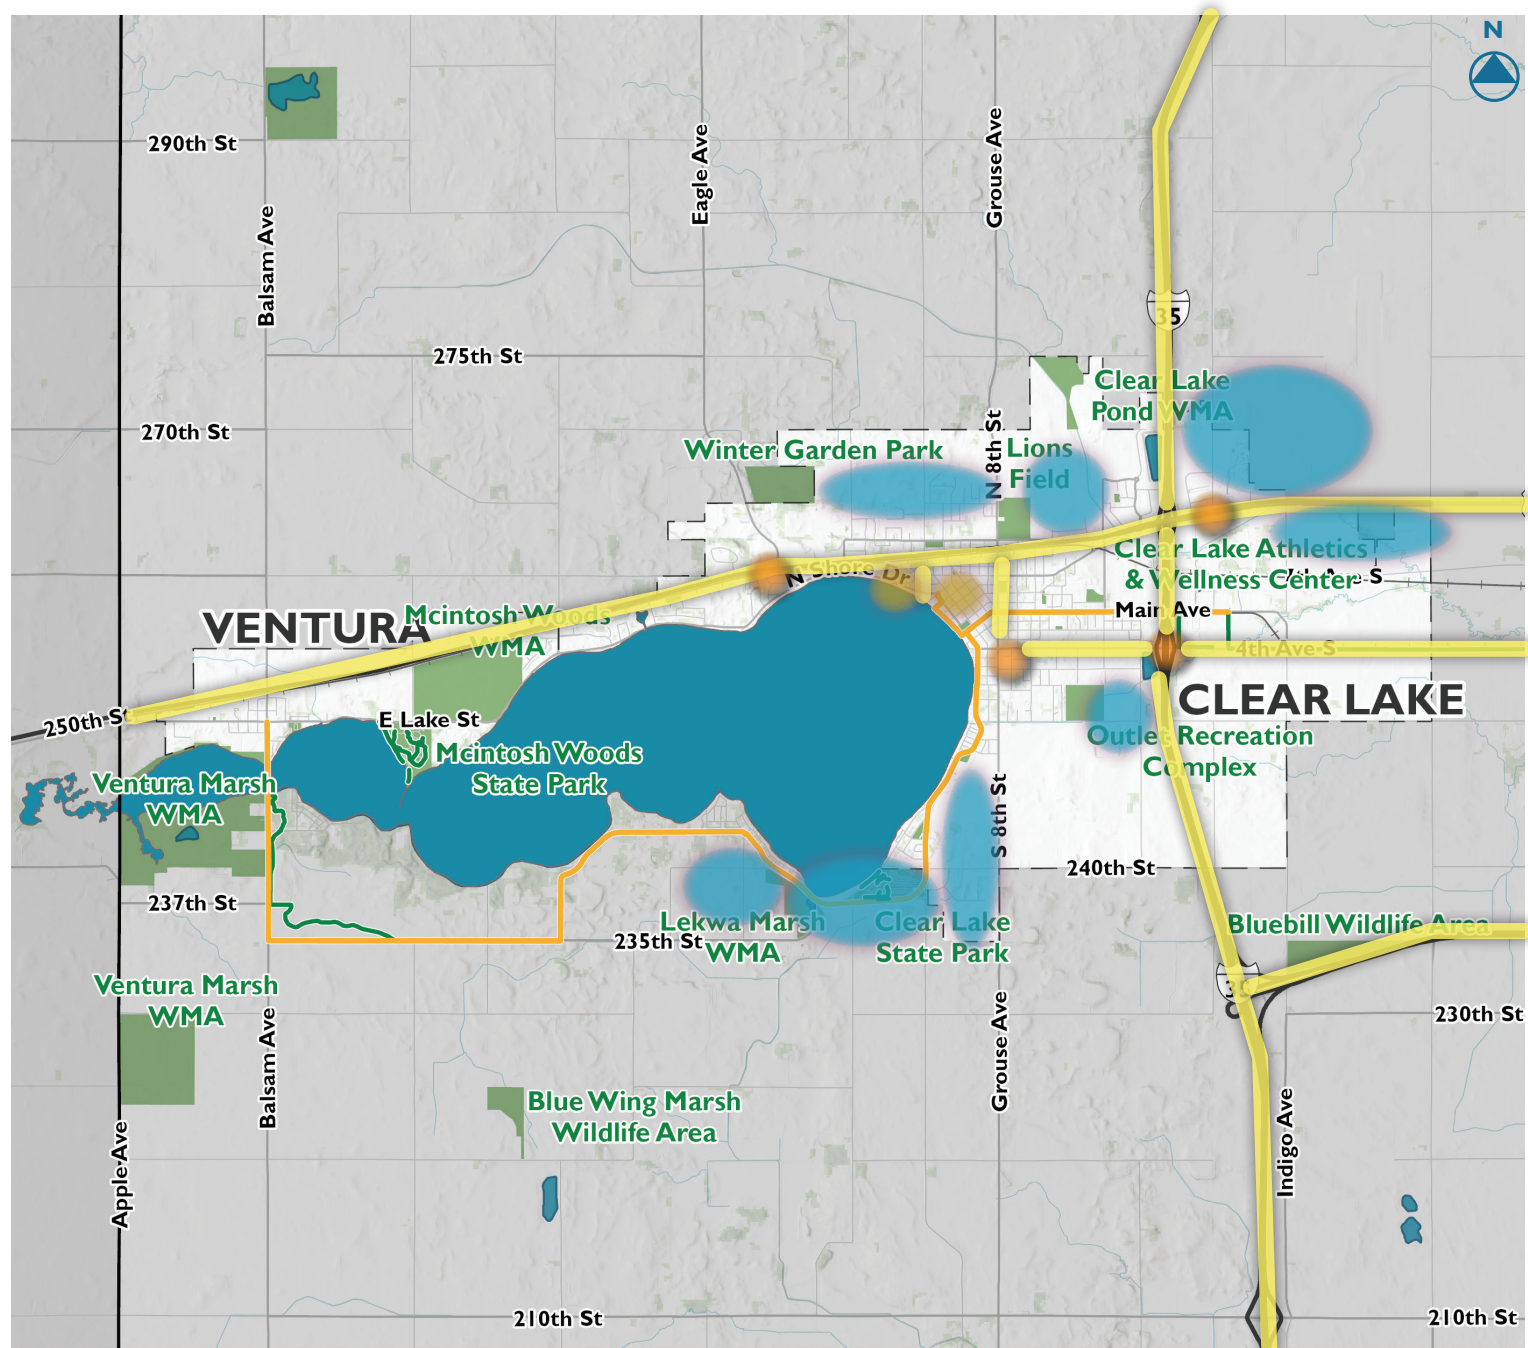 N
290th St
Eagle Ave
Grouse Ave
Balsam Ave
35
275th St
Clear Lake
Pond WMA
270th St
Winter Garden Park
N 8th St
Lions
Field
Clear Lake Athletics
& Wellness Center
Ave S
N Shore Dr
Main Ave
VENTURA
Mcintosh Woods
WMA
4th Ave S
CLEAR LAKE
250th St
E Lake St
Outlet Recreation
Complex
Mcintosh Woods
State Park
Ventura Marsh
WMA
S 8th St
240th St
237th St
Lekwa Marsh
WMA
235th St
Clear Lake
State Park
Bluebill Wildlife Area
Ventura Marsh
WMA
230th St
Balsam Ave
Grouse Ave
Blue Wing Marsh
Wildlife Area
Indigo Ave
Apple Ave
210th St
210th St